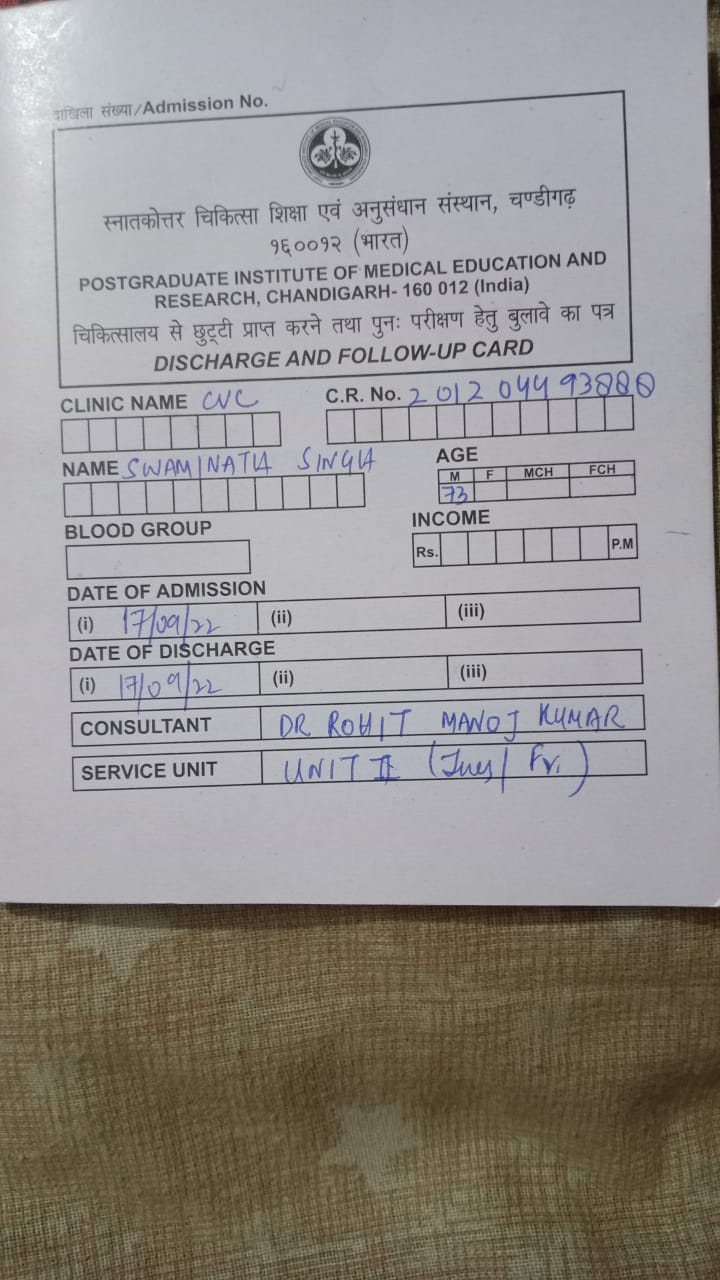 दाखिला संख्या/Admission No.
स्नातकोत्तर चिकित्सा शिक्षा एवं अनुसंधान संस्थान, चण्डीगढ़
१६००१२ (भारत)
POSTGRADUATE INSTITUTE OF MEDICAL EDUCATION AND
RESEARCH, CHANDIGARH- 160 012 (India)
चिकित्सालय से छुट्टी प्राप्त करने तथा पुनः परीक्षण हेतु बुलावे का पत्र
DISCHARGE AND FOLLOW-UP CARD
CLINIC NAME CVC C.R. No. 2012044 93888
NAME SWAMINATH SINGH AGE
M F MCH FCH
73
BLOOD GROUP INCOME
Rs. P.M
DATE OF ADMISSION
(i) 17/09/22 (ii) (iii)
DATE OF DISCHARGE
(i) 17/09/22 (ii) (iii)
CONSULTANT DR ROHIT MANOJ KUMAR
SERVICE UNIT UNIT II (Tues/ Fri)